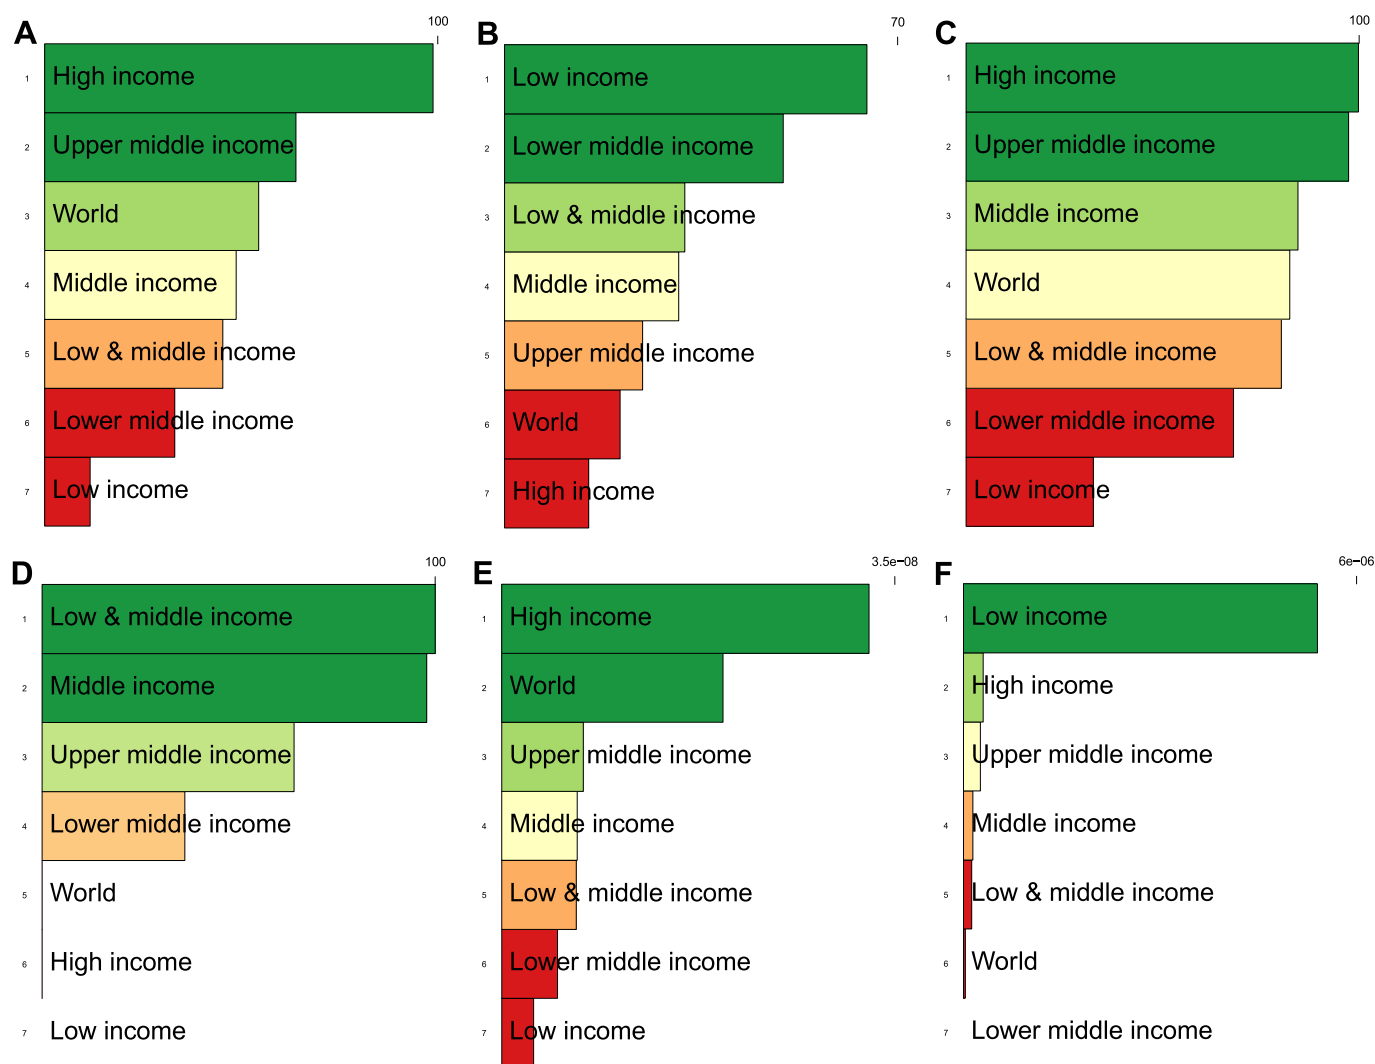 A
100
1 High income
2 Upper middle income
3 World
4 Middle income
5 Low & middle income
6 Lower middle income
7 Low income
B
70
1 Low income
2 Lower middle income
3 Low & middle income
4 Middle income
5 Upper middle income
6 World
7 High income
C
100
1 High income
2 Upper middle income
3 Middle income
4 World
5 Low & middle income
6 Lower middle income
7 Low income
D
100
1 Low & middle income
2 Middle income
3 Upper middle income
4 Lower middle income
5 World
6 High income
7 Low income
E
3.5e−08
1 High income
2 World
3 Upper middle income
4 Middle income
5 Low & middle income
6 Lower middle income
7 Low income
F
6e−06
1 Low income
2 High income
3 Upper middle income
4 Middle income
5 Low & middle income
6 World
7 Lower middle income